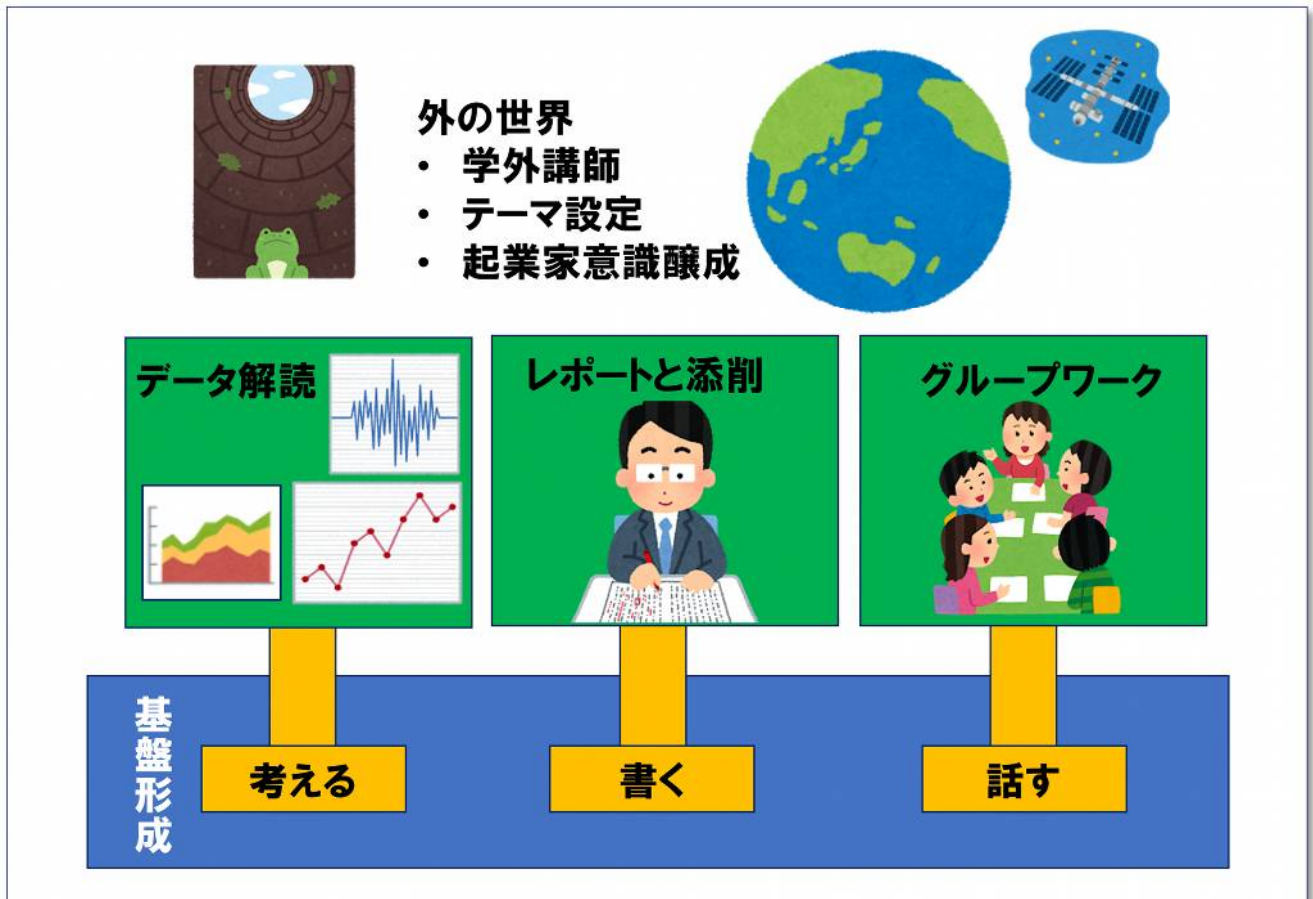 外の世界
• 学外講師
• テーマ設定
• 起業家意識醸成
データ解読
レポートと添削
グループワーク
基盤形成
考える
書く
話す